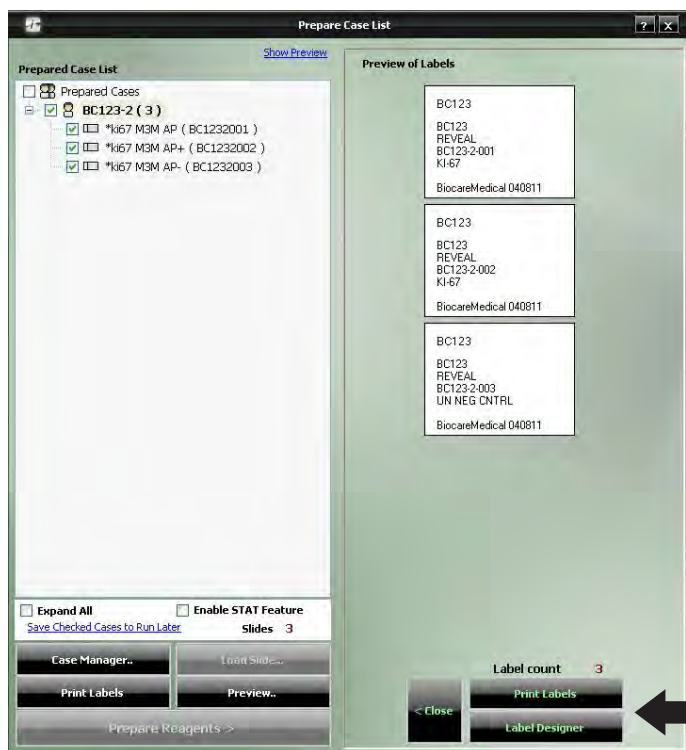 Prepare Case List
? X
Show Preview
Prepared Case List
Prepared Cases
BC123-2 ( 3 )
*ki67 M3M AP ( BC1232001 )
*ki67 M3M AP+ ( BC1232002 )
*ki67 M3M AP- ( BC1232003 )
Expand All
Enable STAT Feature
Save Checked Cases to Run Later
Slides 3
Case Manager..
Load Slide...
Print Labels
Preview..
Prepare Reagents >
Preview of Labels
BC123
BC123
REVEAL
BC123-2-001
KI-67
BiocareMedical 040811
BC123
BC123
REVEAL
BC123-2-002
KI-67
BiocareMedical 040811
BC123
BC123
REVEAL
BC123-2-003
UN NEG CNTRL
BiocareMedical 040811
Label count 3
< Close
Print Labels
Label Designer